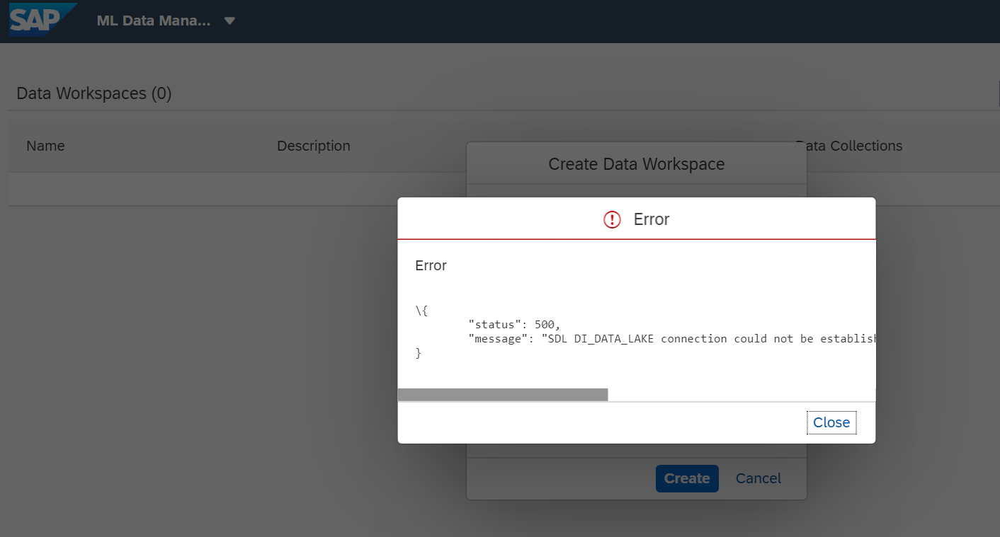 SAP
ML Data Mana...
Data Workspaces (0)
Name
Description
Data Collections
Create Data Workspace
Error
Error
\{
"status": 500,
"message": "SDL DI_DATA_LAKE connection could not be establish
}
Close
Create
Cancel